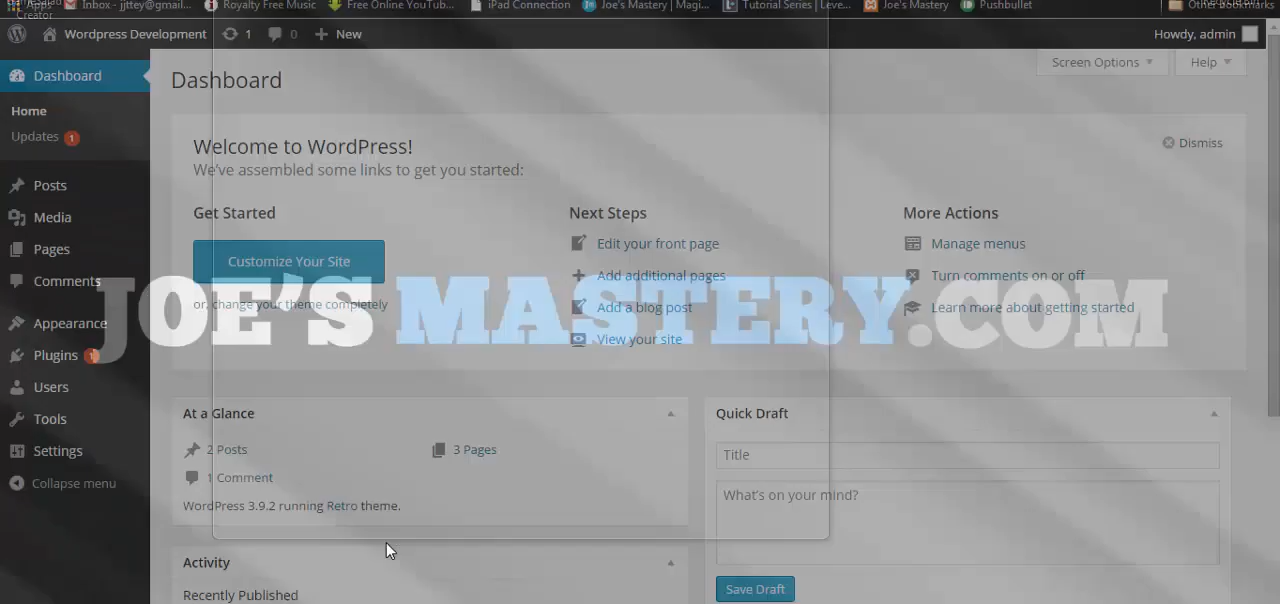 Apps Inbox - jjttey@gmail... Royalty Free Music Free Online YouTub... iPad Connection Joe's Mastery | Magi... Tutorial Series | Leve... Joe's Mastery Pushbullet Other bookmarks
Creator
Wordpress Development 1 0 New Howdy, admin
Dashboard
Home
Updates 1
Posts
Media
Pages
Comments
Appearance
Plugins 1
Users
Tools
Settings
Collapse menu
Dashboard
Screen Options Help
Welcome to WordPress!
Dismiss
We've assembled some links to get you started:
Get Started
Customize Your Site
or, change your theme completely
Next Steps
Edit your front page
Add additional pages
Add a blog post
View your site
More Actions
Manage menus
Turn comments on or off
Learn more about getting started
JOE'S MASTERY.COM
At a Glance
2 Posts
3 Pages
1 Comment
WordPress 3.9.2 running Retro theme.
Activity
Recently Published
Quick Draft
Title
What's on your mind?
Save Draft